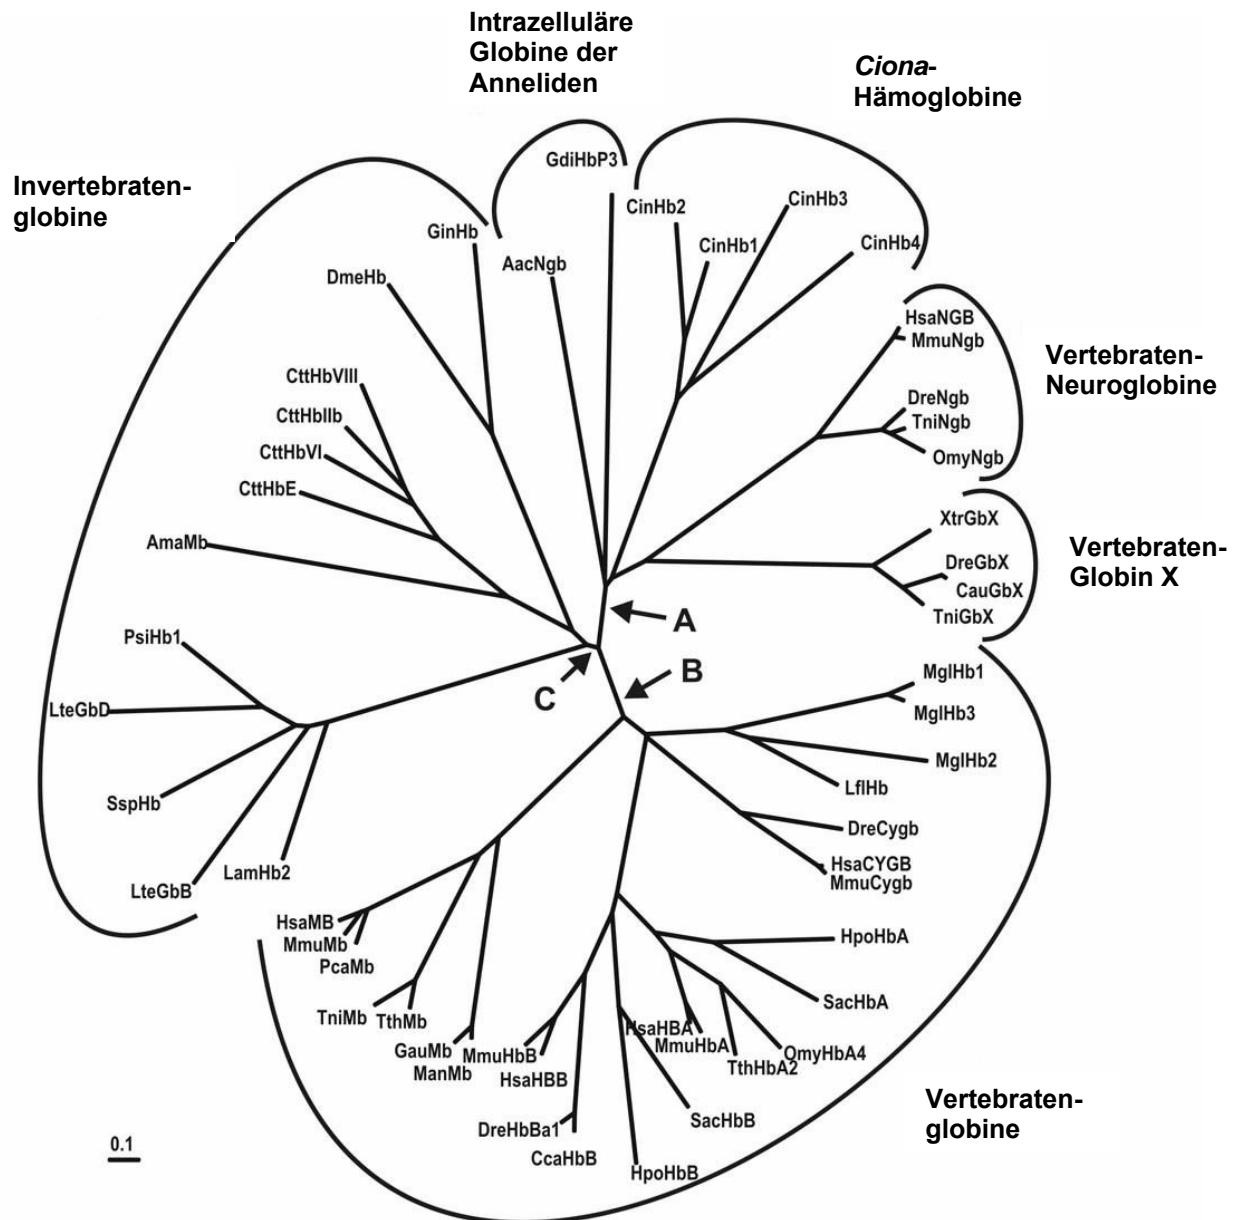 Intrazelluläre
Globine der
Anneliden
Ciona-
Hämoglobine
Invertebraten-
globine
GdiHbP3
CinHb2
CinHb3
GinHb
CinHb1
CinHb4
AacNgb
DmeHb
HsaNGB
MmuNgb
Vertebraten-
Neuroglobine
CttHbVIII
DreNgb
CttHbIIb
TniNgb
CttHbVI
OmyNgb
CttHbE
XtrGbX
AmaMb
Vertebraten-
Globin X
DreGbX
CauGbX
TniGbX
A
PsiHb1
B
MglHb1
C
LteGbD
MglHb3
MglHb2
SspHb
LflHb
DreCygb
LamHb2
HsaCYGB
LteGbB
MmuCygb
HsaMB
MmuMb
HpoHbA
PcaMb
SacHbA
TniMb
TthMb
HsaHBA
MmuHbA
GauMb
MmuHbB
OmyHbA4
TthHbA2
ManMb
HsaHBB
Vertebraten-
globine
SacHbB
DreHbBa1
0.1
CcaHbB
HpoHbB